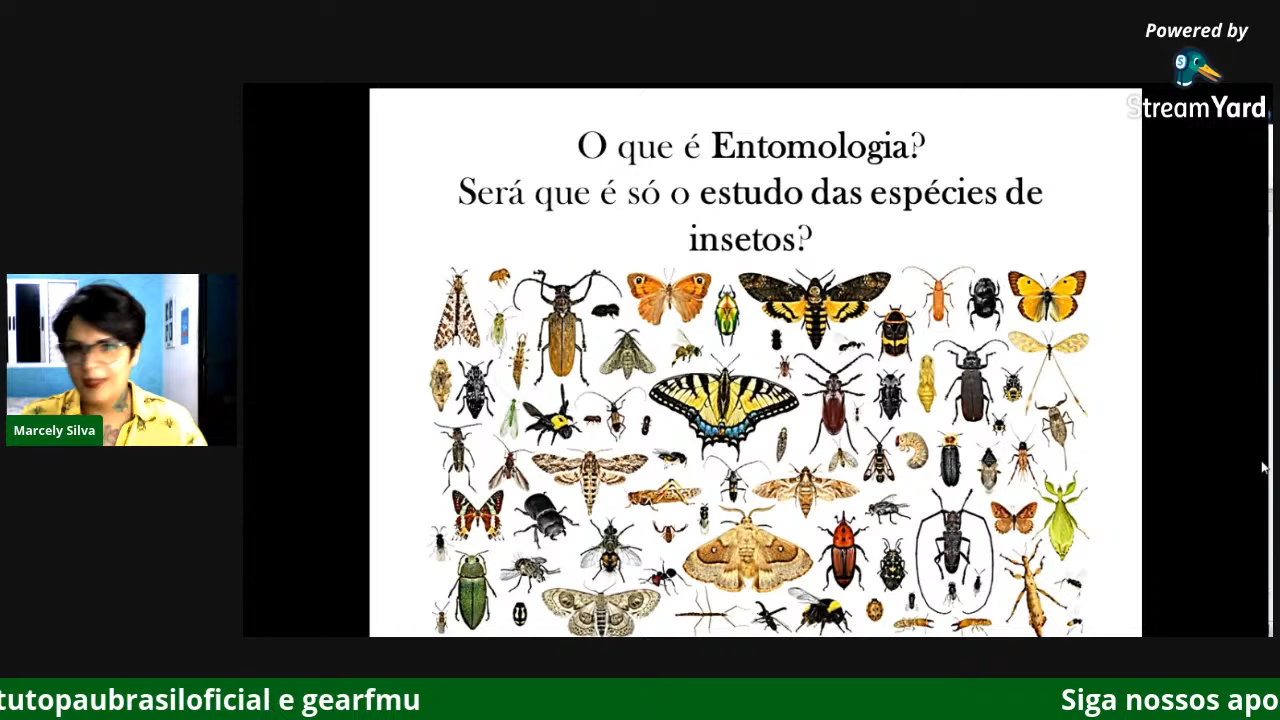 Powered by
StreamYard
O que é Entomologia?
Será que é só o estudo das espécies de
insetos?
Marcely Silva
tutopaubrasiloficial e gearfmu
Siga nossos apo